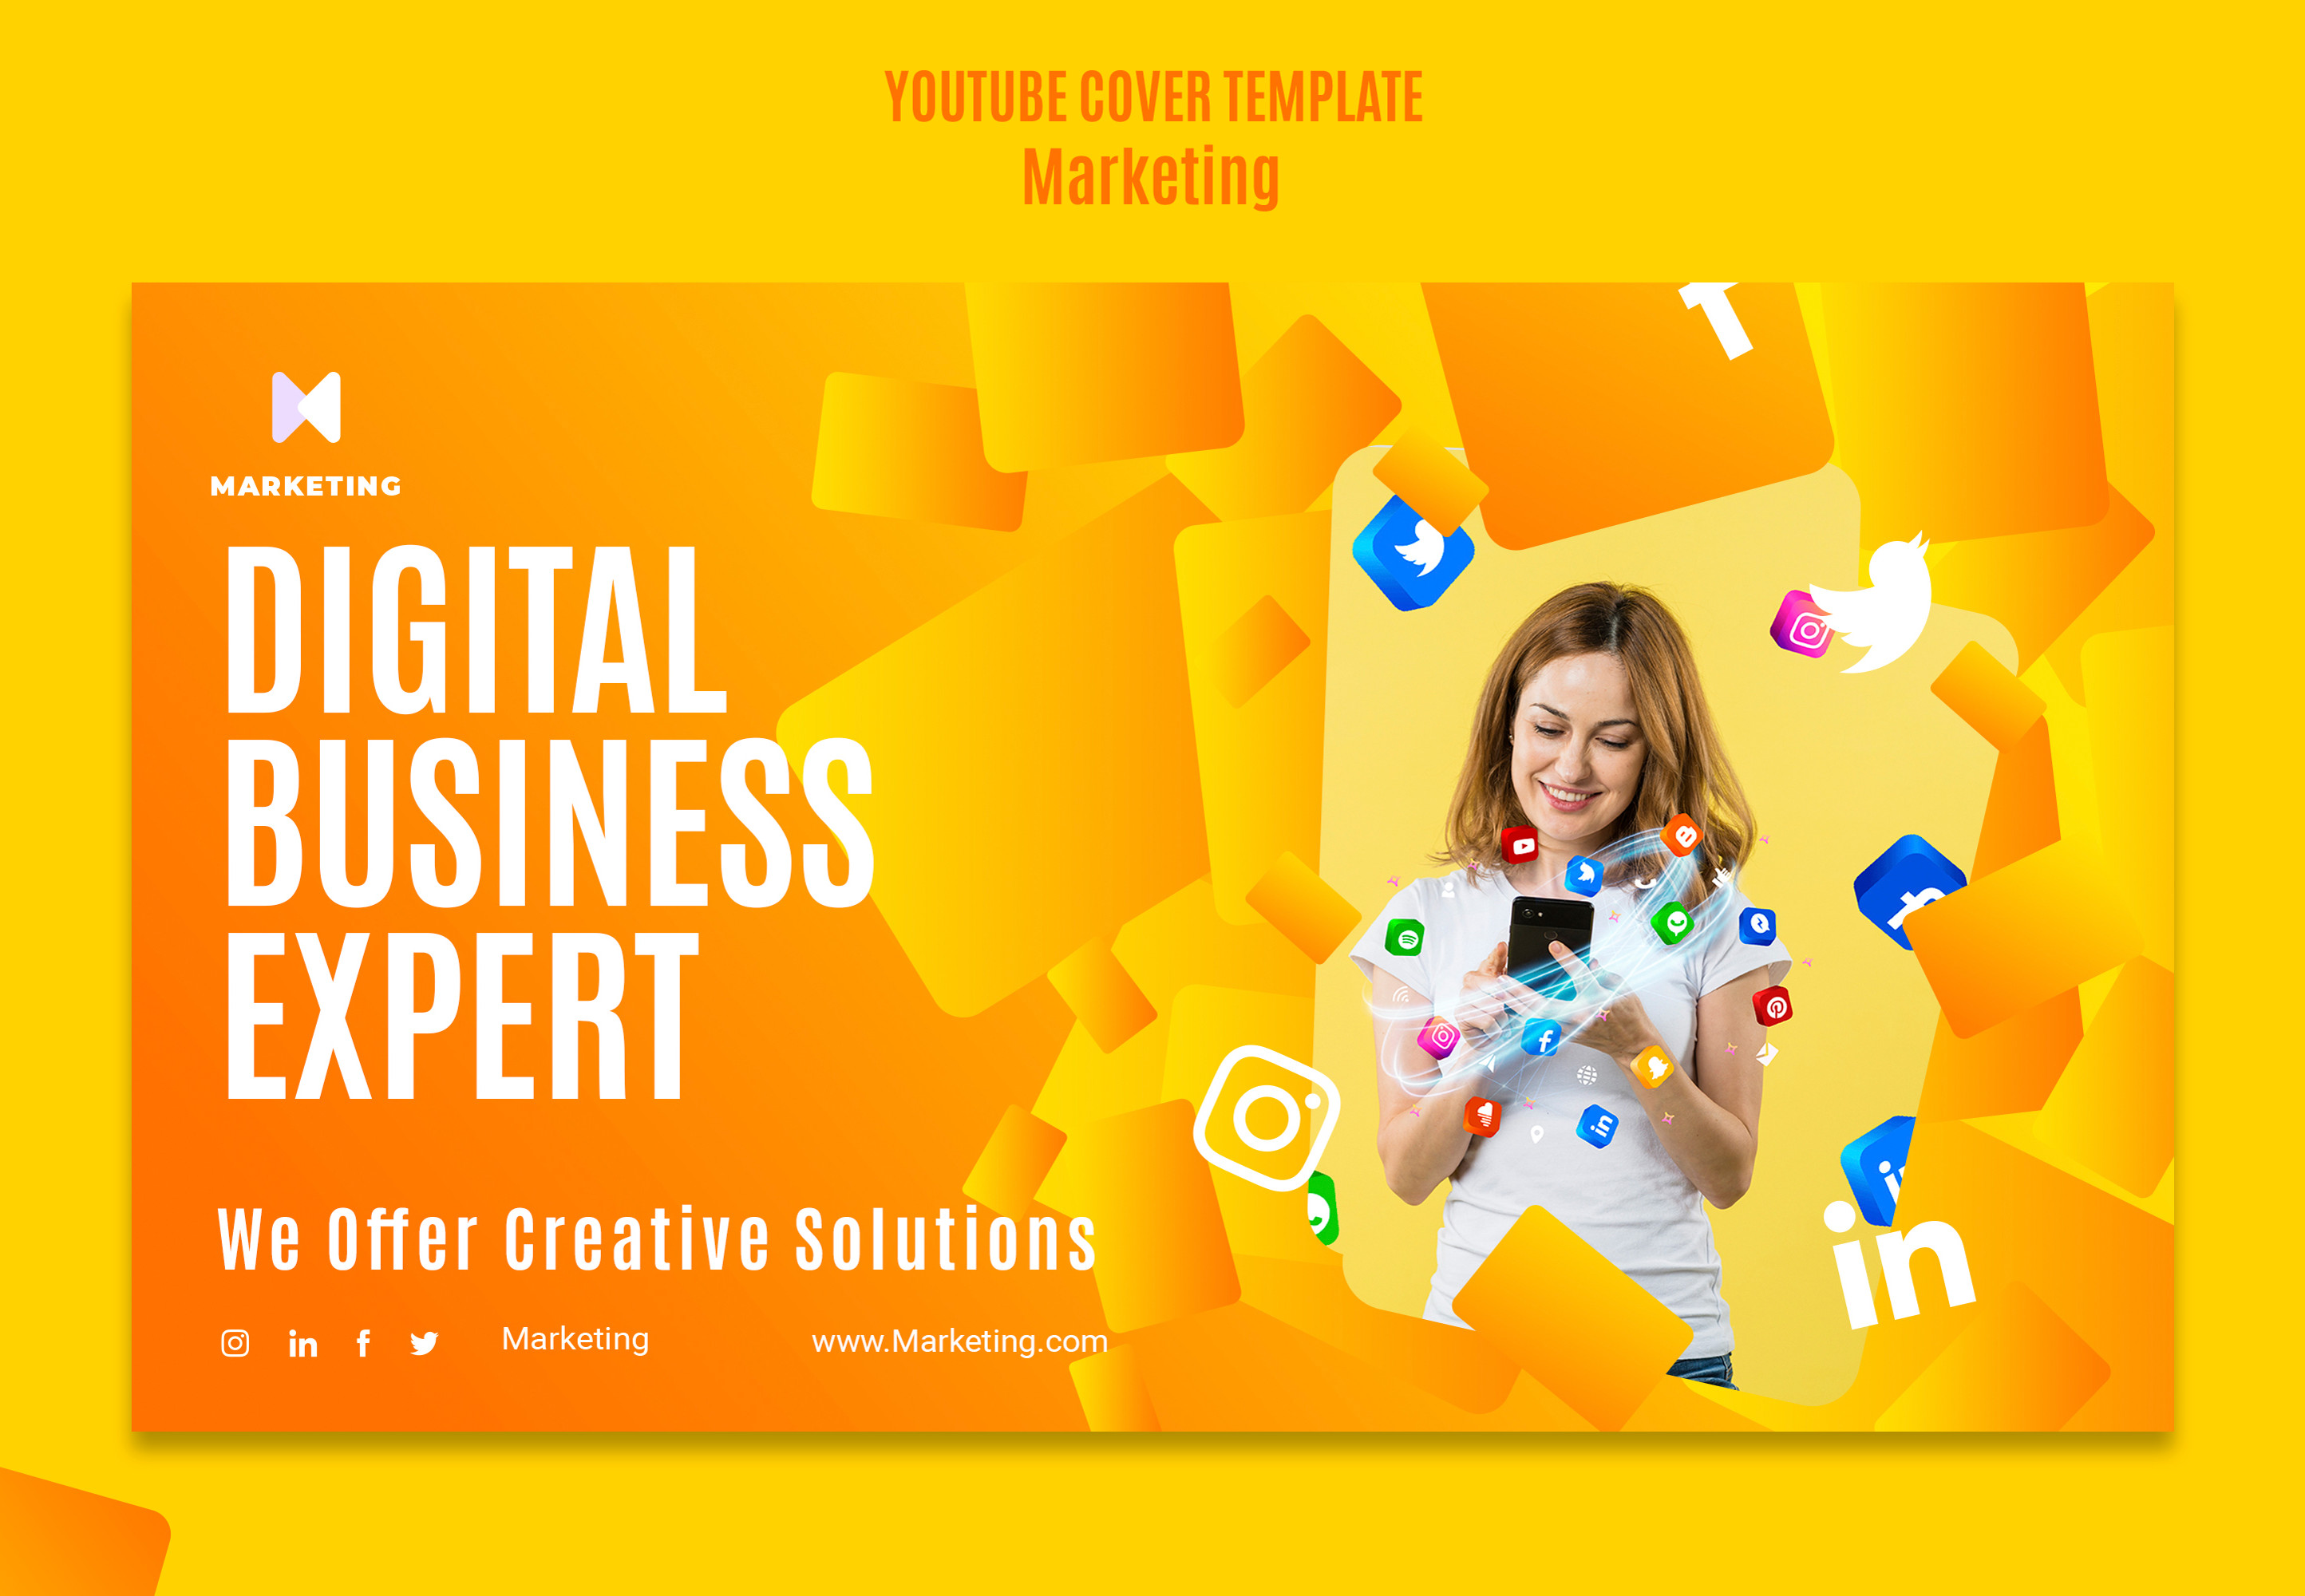 YOUTUBE COVER TEMPLATE
Marketing
MARKETING
DIGITAL
BUSINESS
EXPERT
We Offer Creative Solutions
Marketing
www.Marketing.com